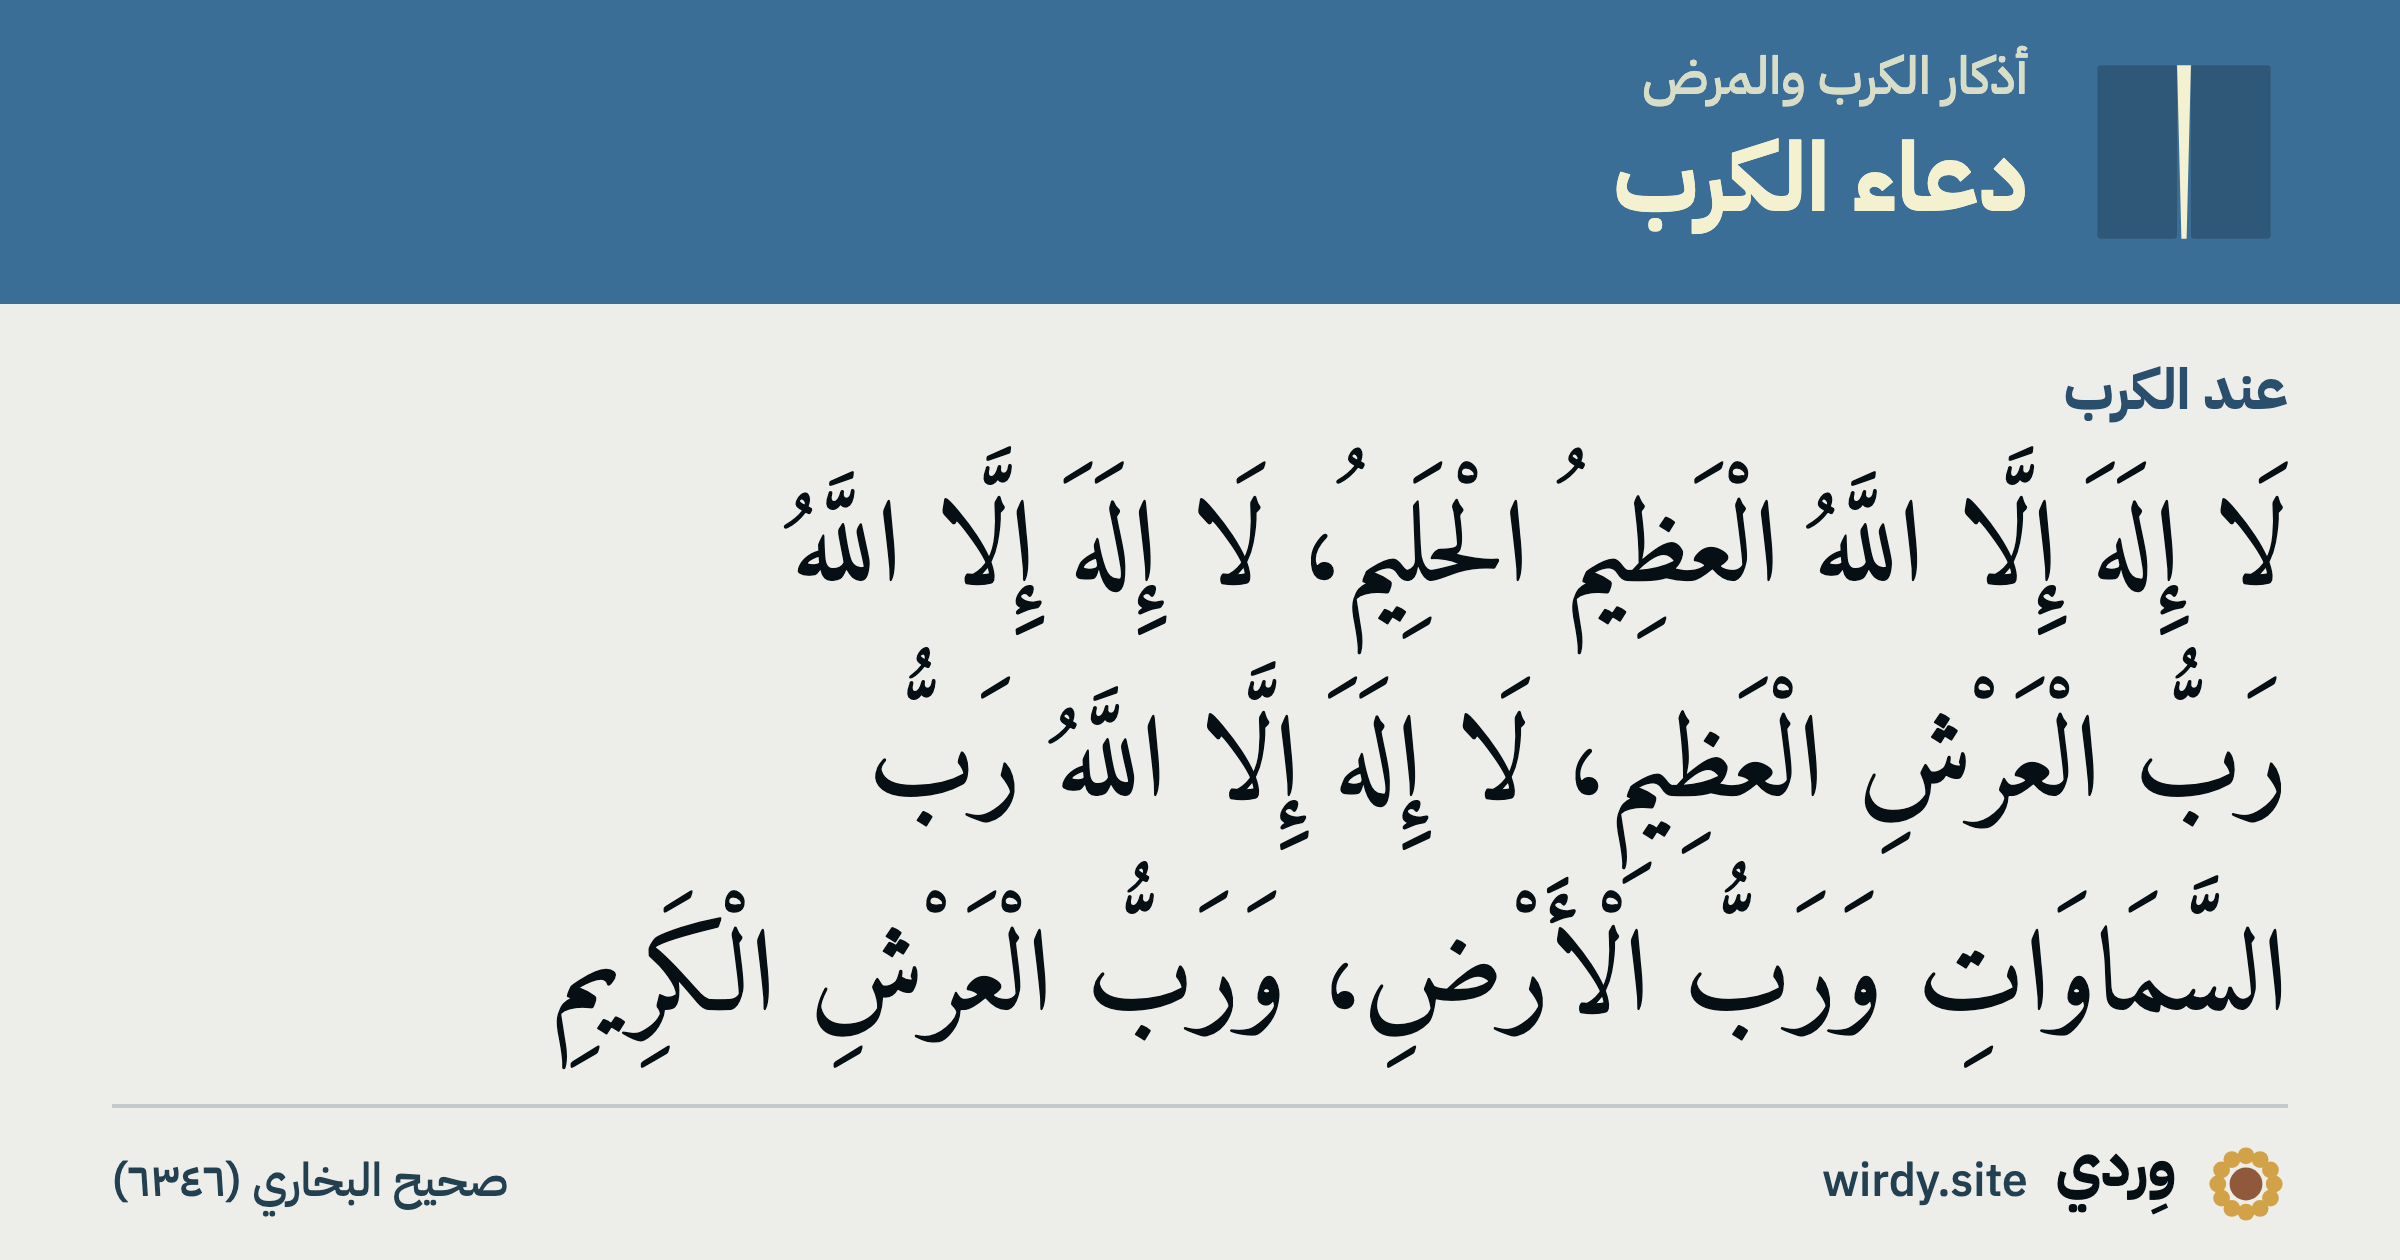 أذكار الكرب والمرض
دعاء الكرب
عند الكرب
لَا إِلَهَ إِلَّا اللَّهُ الْعَظِيمُ الْحَلِيمُ، لَا إِلَهَ إِلَّا اللَّهُ
رَبُّ الْعَرْشِ الْعَظِيمِ، لَا إِلَهَ إِلَّا اللَّهُ رَبُّ
السَّمَاوَاتِ وَرَبُّ الْأَرْضِ، وَرَبُّ الْعَرْشِ الْكَرِيمِ
وِردي wirdy.site
صحيح البخاري (٦٣٤٦)